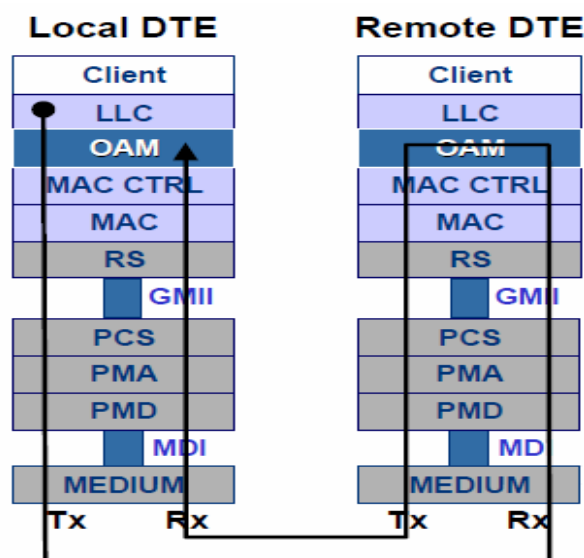 Local DTE
Client
LLC
OAM
MAC CTRL
MAC
RS
GMII
PCS
PMA
PMD
MDI
MEDIUM
Tx Rx
Remote DTE
Client
LLC
OAM
MAC CTRL
MAC
RS
GMII
PCS
PMA
PMD
MDI
MEDIUM
Tx Rx